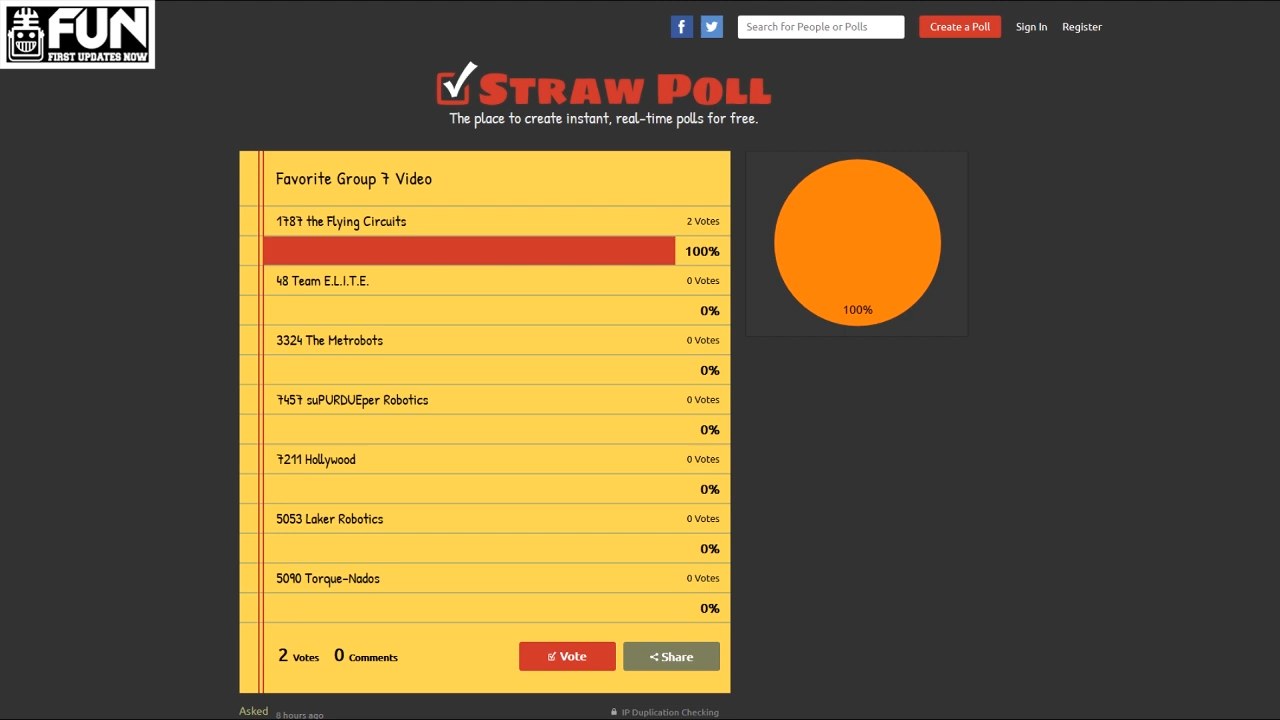 FUN
FIRST UPDATES NOW
f
Search for People or Polls
Create a Poll
Sign In
Register
STRAW POLL
The place to create instant, real-time polls for free.
Favorite Group 7 Video
1787 the Flying Circuits 2 Votes
100%
48 Team E.L.I.T.E. 0 Votes
0%
3324 The Metrobots 0 Votes
0%
7457 suPURDUEper Robotics 0 Votes
0%
7211 Hollywood 0 Votes
0%
5053 Laker Robotics 0 Votes
0%
5090 Torque-Nados 0 Votes
0%
2 Votes 0 Comments Vote Share
Asked 8 hours ago IP Duplication Checking
100%